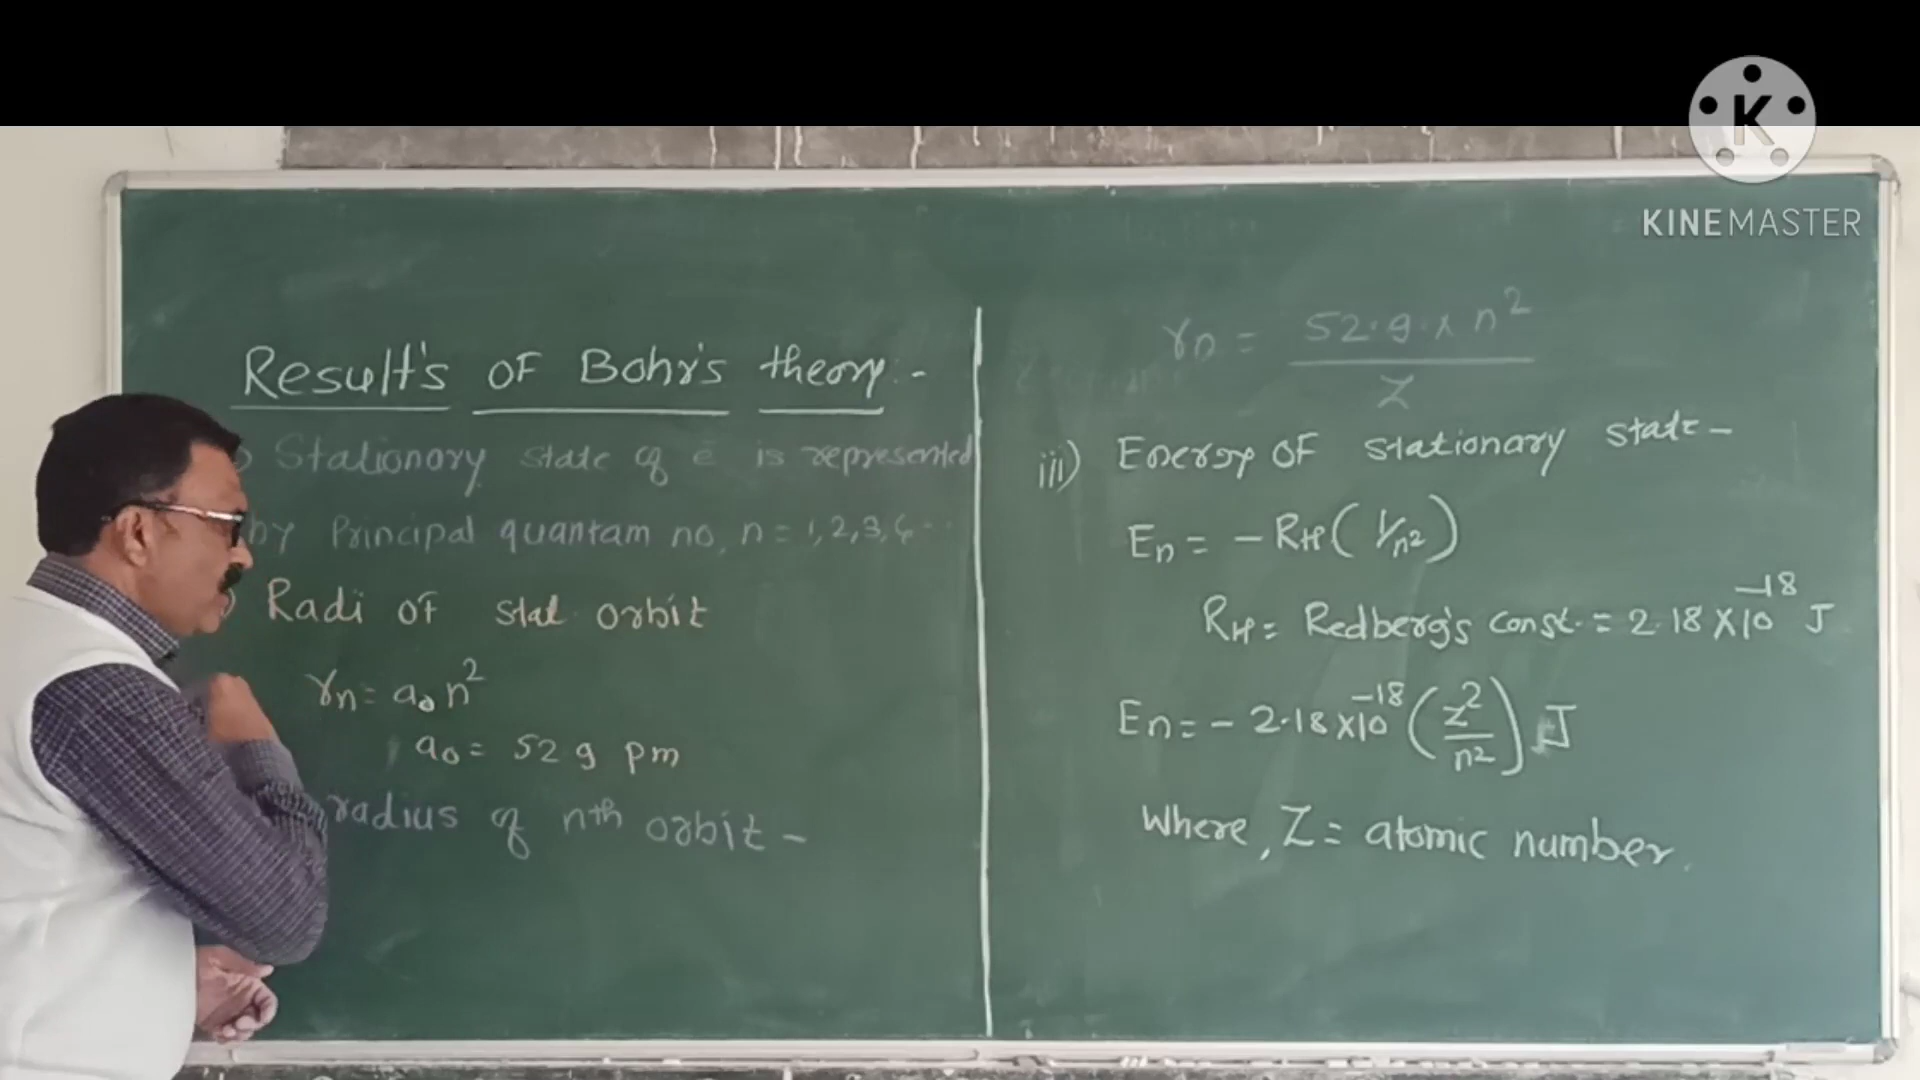 KINEMASTER
Result's OF Bohr's theory :-
Stationary state of e̅ is represented
by Principal quantam no, n = 1,2,3,4 --
Radi of stat orbit
rn = a₀ n²
a₀ = 52 9 pm
radius of nth orbit -
rn = 52.9 x n² / Z
iii) Energy OF stationary state -
En = - RH ( 1/n² )
RH = Redberg's const. = 2.18 X 10⁻¹⁸ J
En = - 2.18 x 10⁻¹⁸ ( Z²/n² ) J
Where, Z = atomic number.